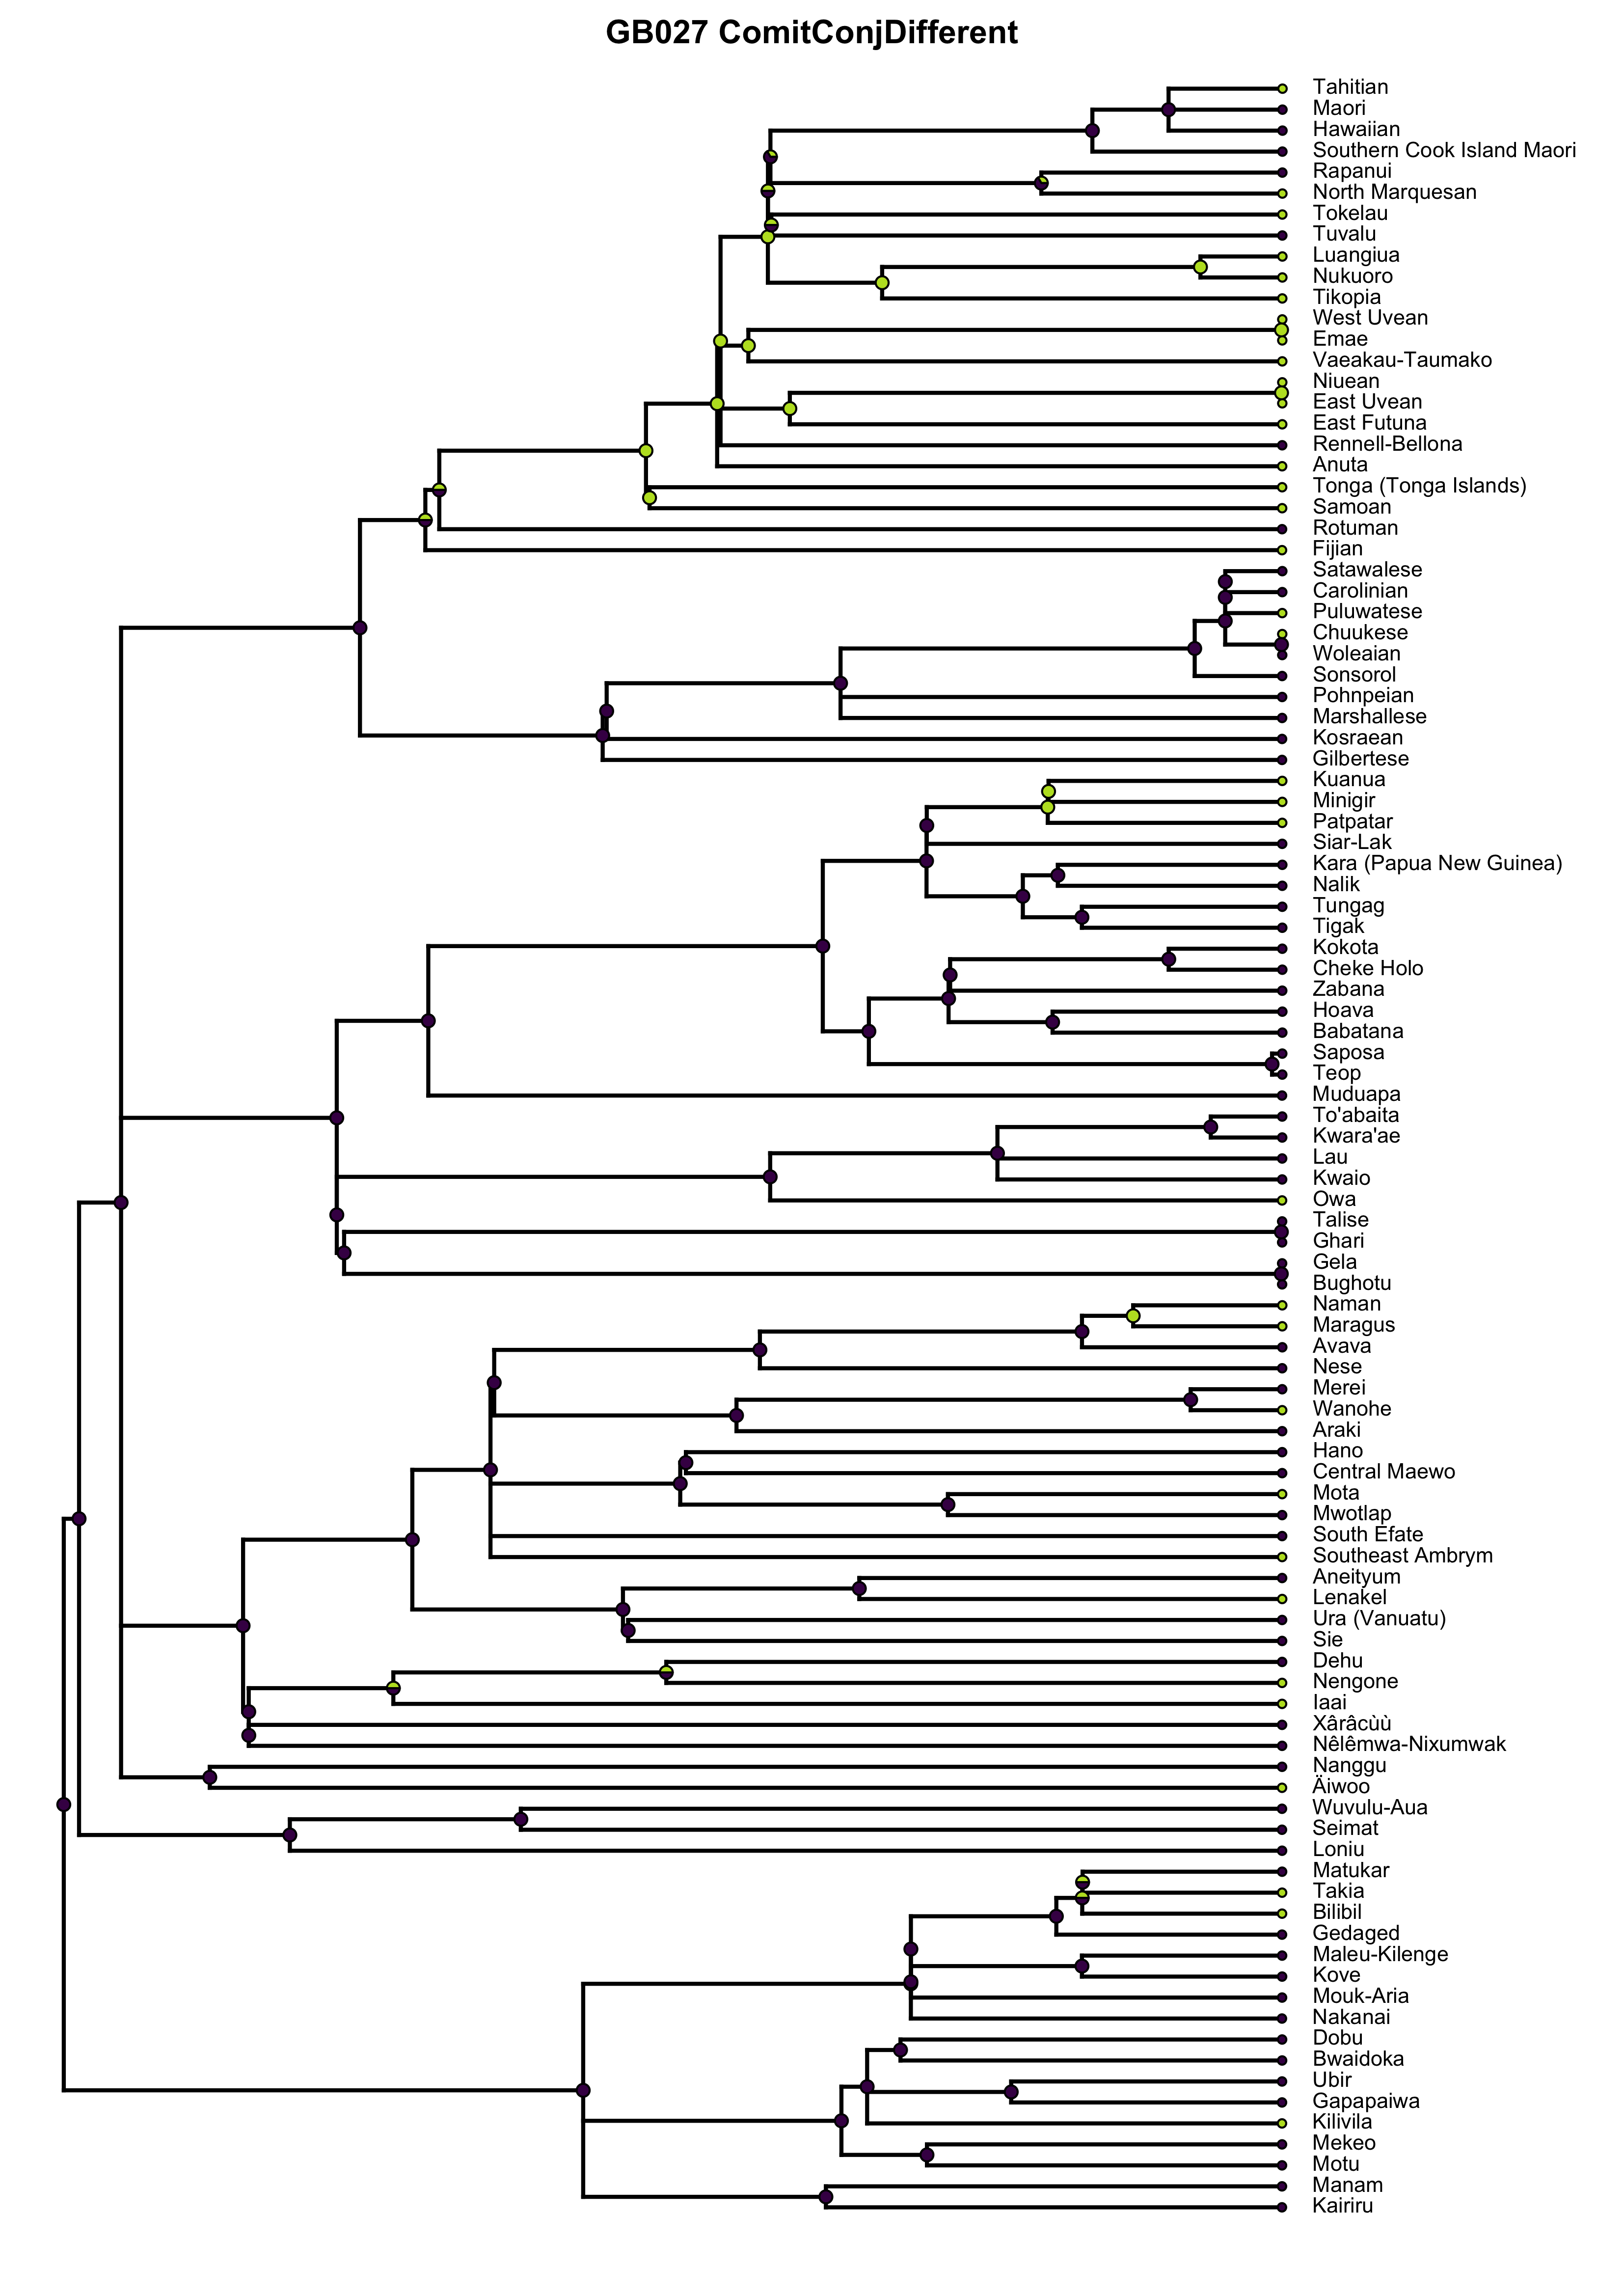 GB027 ComitConjDifferent
Tahitian
Maori
Hawaiian
Southern Cook Island Maori
Rapanui
North Marquesan
Tokelau
Tuvalu
Luangiua
Nukuoro
Tikopia
West Uvean
Emae
Vaeakau-Taumako
Niuean
East Uvean
East Futuna
Rennell-Bellona
Anuta
Tonga (Tonga Islands)
Samoan
Rotuman
Fijian
Satawalese
Carolinian
Puluwatese
Chuukese
Woleaian
Sonsorol
Pohnpeian
Marshallese
Kosraean
Gilbertese
Kuanua
Minigir
Patpatar
Siar-Lak
Kara (Papua New Guinea)
Nalik
Tungag
Tigak
Kokota
Cheke Holo
Zabana
Hoava
Babatana
Saposa
Teop
Muduapa
To'abaita
Kwara'ae
Lau
Kwaio
Owa
Talise
Ghari
Gela
Bughotu
Naman
Maragus
Avava
Nese
Merei
Wanohe
Araki
Hano
Central Maewo
Mota
Mwotlap
South Efate
Southeast Ambrym
Aneityum
Lenakel
Ura (Vanuatu)
Sie
Dehu
Nengone
Iaai
Xârâcùù
Nêlêmwa-Nixumwak
Nanggu
Äiwoo
Wuvulu-Aua
Seimat
Loniu
Matukar
Takia
Bilibil
Gedaged
Maleu-Kilenge
Kove
Mouk-Aria
Nakanai
Dobu
Bwaidoka
Ubir
Gapapaiwa
Kilivila
Mekeo
Motu
Manam
Kairiru